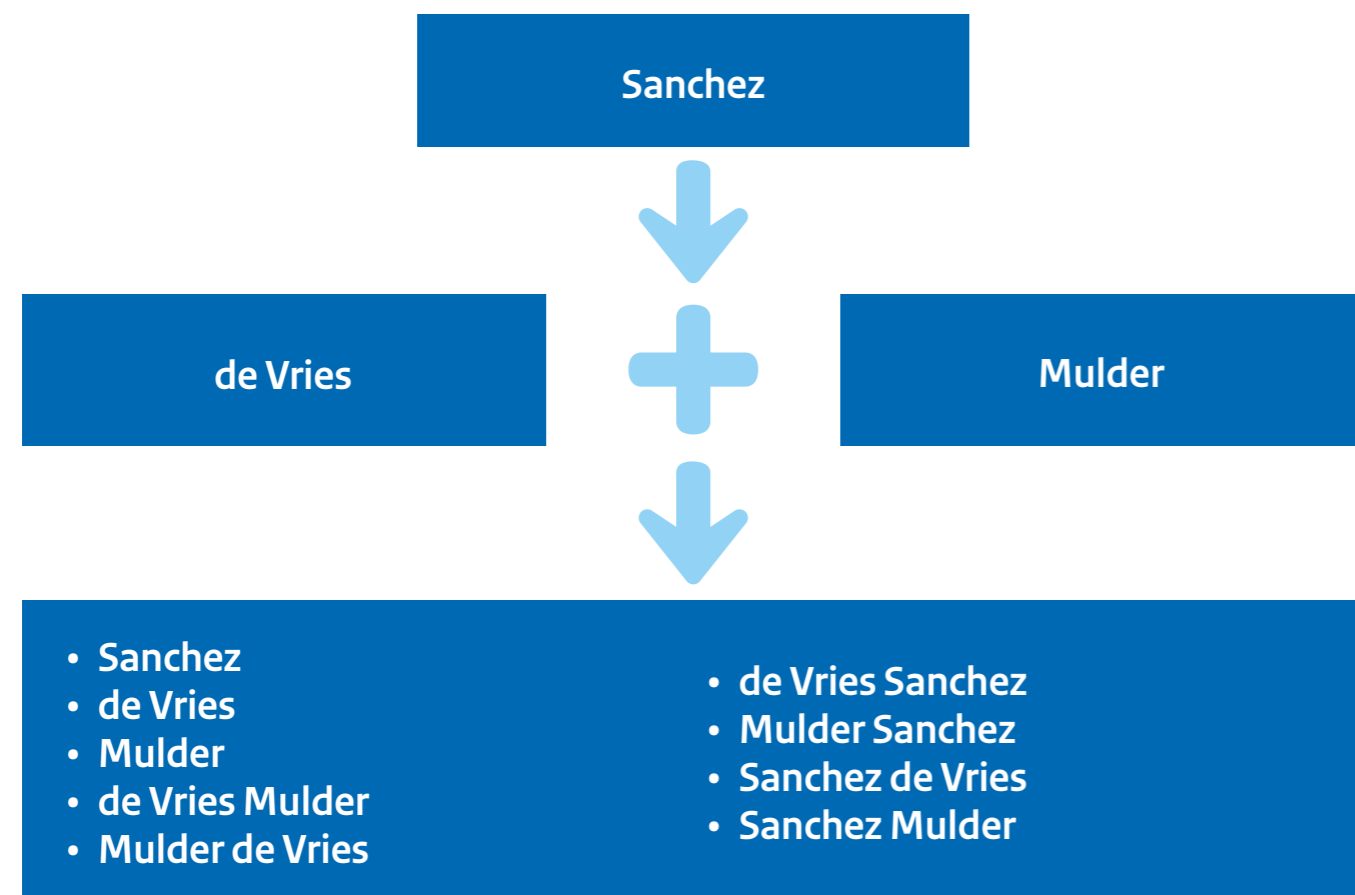 Sanchez
de Vries
Mulder
• Sanchez
• de Vries
• Mulder
• de Vries Mulder
• Mulder de Vries
• de Vries Sanchez
• Mulder Sanchez
• Sanchez de Vries
• Sanchez Mulder